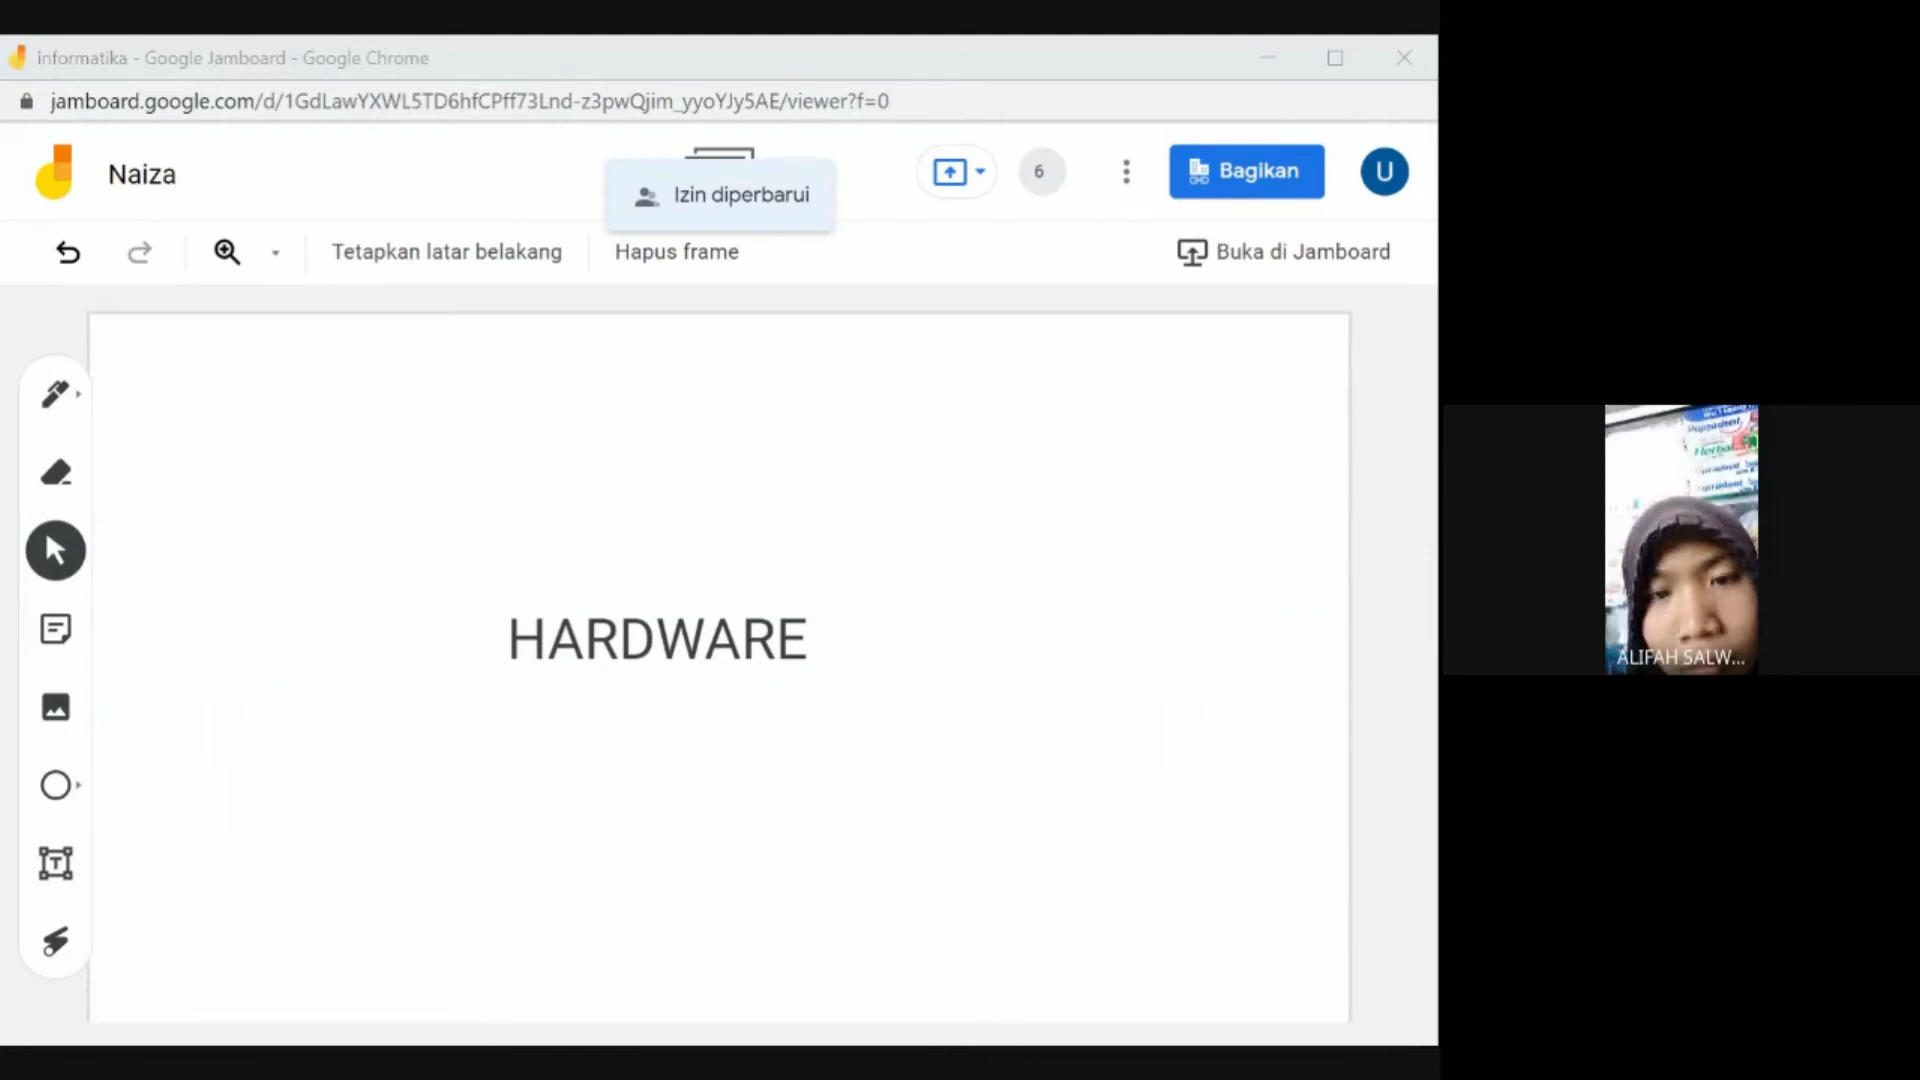 informatika - Google Jamboard - Google Chrome
jamboard.google.com/d/1GdLawYXWL5TD6hfCPff73Lnd-z3pwQjim_yyoYJy5AE/viewer?f=0
Naiza
Izin diperbarui
6
Bagikan
U
Tetapkan latar belakang
Hapus frame
Buka di Jamboard
HARDWARE
Herbal
ALIFAH SALW...